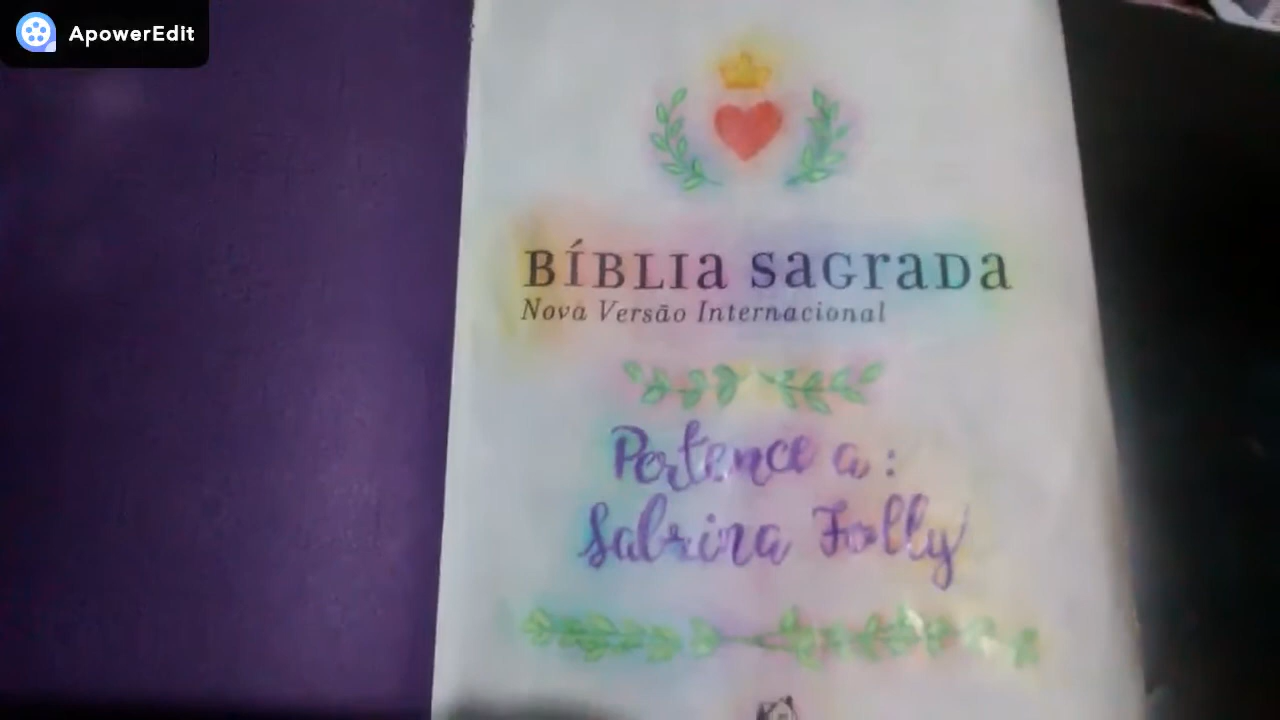 ApowerEdit
BÍBLIA SAGRADA
Nova Versão Internacional
Pertence a:
Sabrina Folly